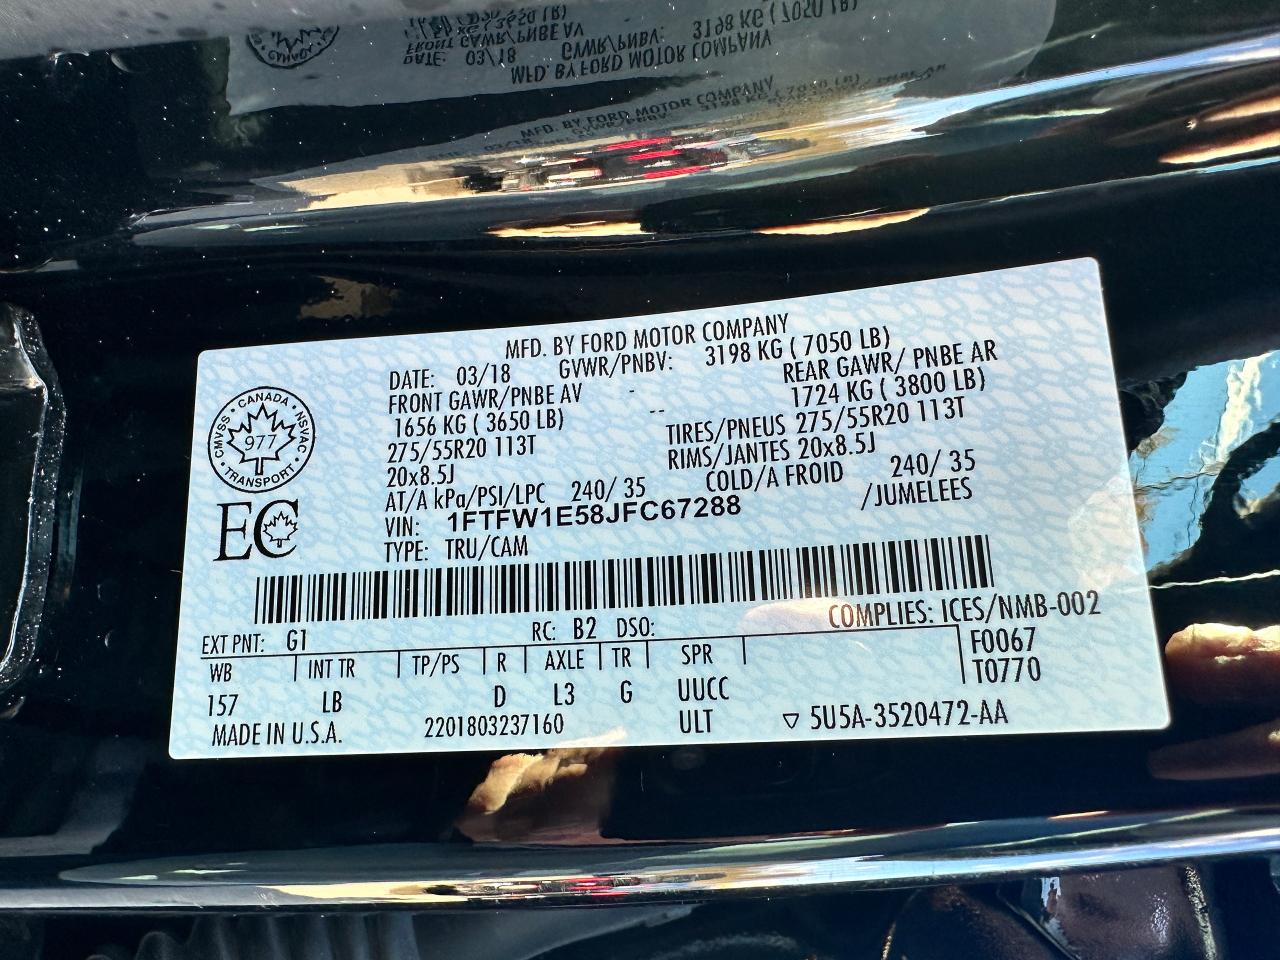 MFD. BY FORD MOTOR COMPANY
DATE: 03/18 GVWR/PNBV: 3198 KG ( 7050 LB)
FRONT GAWR/PNBE AV - REAR GAWR/ PNBE AR
1656 KG ( 3650 LB) -- 1724 KG ( 3800 LB)
275/55R20 113T TIRES/PNEUS 275/55R20 113T
20x8.5J RIMS/JANTES 20x8.5J
AT/A kPa/PSI/LPC 240/ 35 COLD/A FROID 240/ 35
VIN: 1FTFW1E58JFC67288 /JUMELEES
TYPE: TRU/CAM
CMVSS • CANADA • NSVAC • TRANSPORT •
977
EC
COMPLIES: ICES/NMB-002
EXT PNT: G1 RC: B2 DSO:
F0067
WB INT TR TP/PS R AXLE TR SPR
T0770
157 LB D L3 G UUCC
MADE IN U.S.A. 2201803237160 ULT ▽ 5U5A-3520472-AA